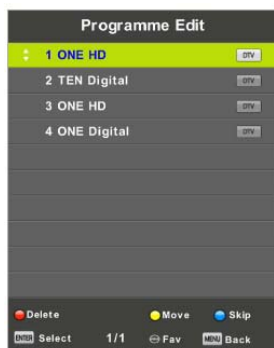 Programme Edit
1 ONE HD DTV
2 TEN Digital DTV
3 ONE HD DTV
4 ONE Digital DTV
Delete Move Skip
ENTER Select 1/1 Fav MENU Back